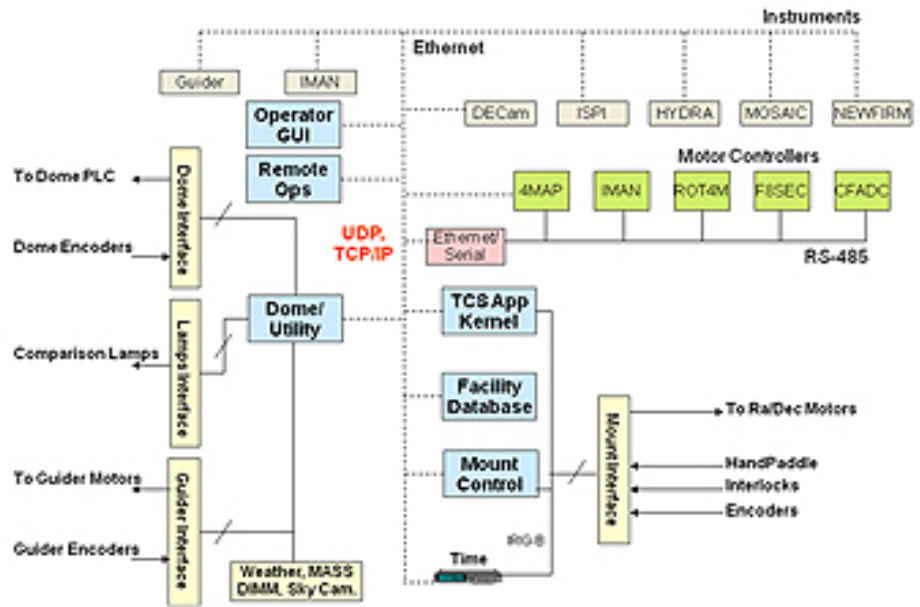 Instruments
Ethernet
Guider
IMAN
DECam
ISPI
HYDRA
MOSAIC
NEWFIRM
Operator
GUI
Remote
Ops
Motor Controllers
4MAP
IMAN
ROT4M
F8SEC
CFADC
To Dome PLC
Dome Encoders
Dome Interface
UDP,
TCP/IP
Ethernet/
Serial
RS-485
Dome/
Utility
TCS App
Kernel
Comparison Lamps
Lamps Interface
Facility
Database
Mount
Control
Mount Interface
To Ra/Dec Motors
HandPaddle
Interlocks
Encoders
To Guider Motors
Guider Encoders
Guider Interface
IRIG-B
Time
Weather, MASS
DIMM, Sky Cam.